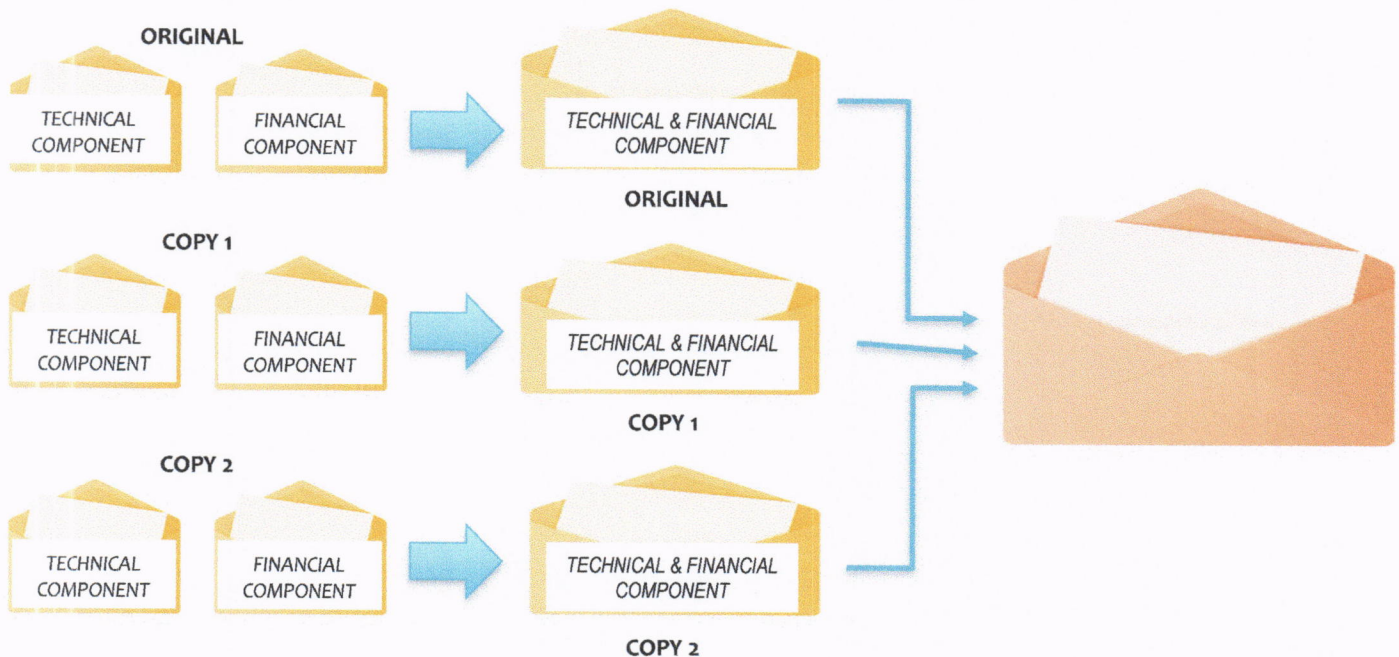 ORIGINAL
TECHNICAL
COMPONENT
FINANCIAL
COMPONENT
TECHNICAL & FINANCIAL
COMPONENT
ORIGINAL
COPY 1
TECHNICAL
COMPONENT
FINANCIAL
COMPONENT
TECHNICAL & FINANCIAL
COMPONENT
COPY 1
COPY 2
TECHNICAL
COMPONENT
FINANCIAL
COMPONENT
TECHNICAL & FINANCIAL
COMPONENT
COPY 2